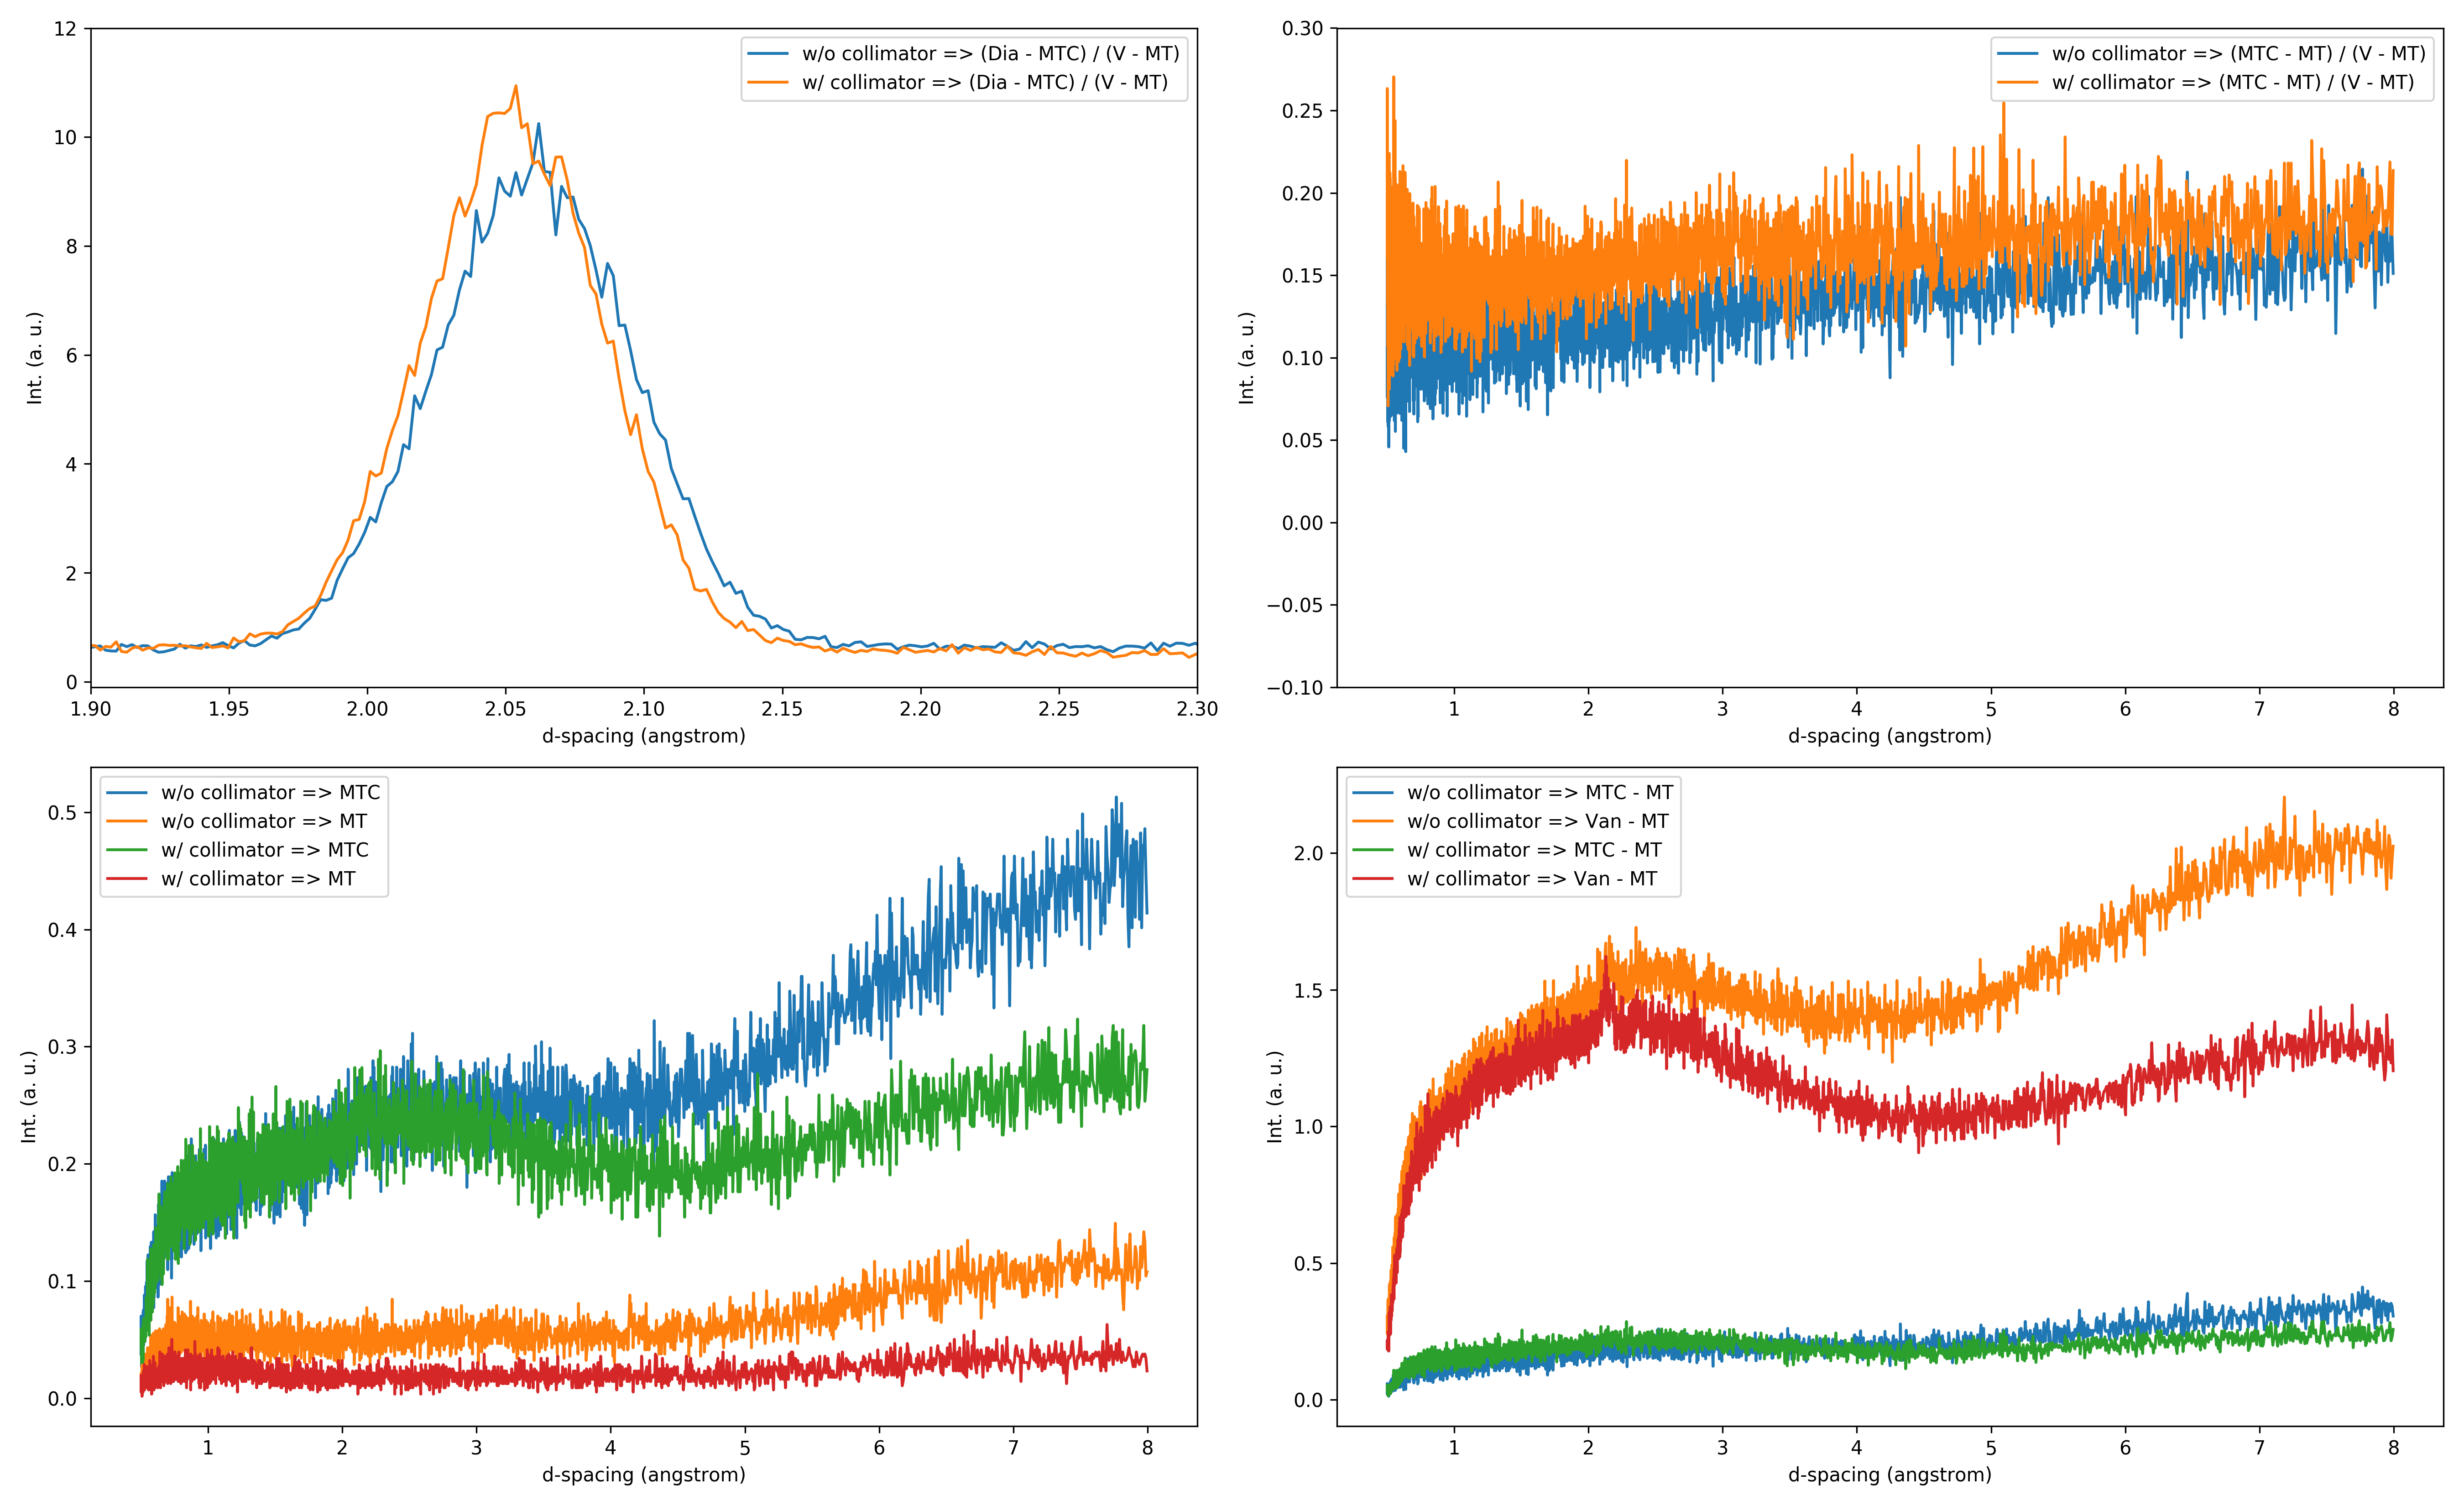 12
10
8
6
4
2
0
Int. (a. u.)
w/o collimator => (Dia - MTC) / (V - MT)
w/ collimator => (Dia - MTC) / (V - MT)
1.90 1.95 2.00 2.05 2.10 2.15 2.20 2.25 2.30
d-spacing (angstrom)
0.30
0.25
0.20
0.15
0.10
0.05
0.00
−0.05
−0.10
Int. (a. u.)
w/o collimator => (MTC - MT) / (V - MT)
w/ collimator => (MTC - MT) / (V - MT)
1 2 3 4 5 6 7 8
d-spacing (angstrom)
0.5
0.4
0.3
0.2
0.1
0.0
Int. (a. u.)
w/o collimator => MTC
w/o collimator => MT
w/ collimator => MTC
w/ collimator => MT
1 2 3 4 5 6 7 8
d-spacing (angstrom)
2.0
1.5
1.0
0.5
0.0
Int. (a. u.)
w/o collimator => MTC - MT
w/o collimator => Van - MT
w/ collimator => MTC - MT
w/ collimator => Van - MT
1 2 3 4 5 6 7 8
d-spacing (angstrom)